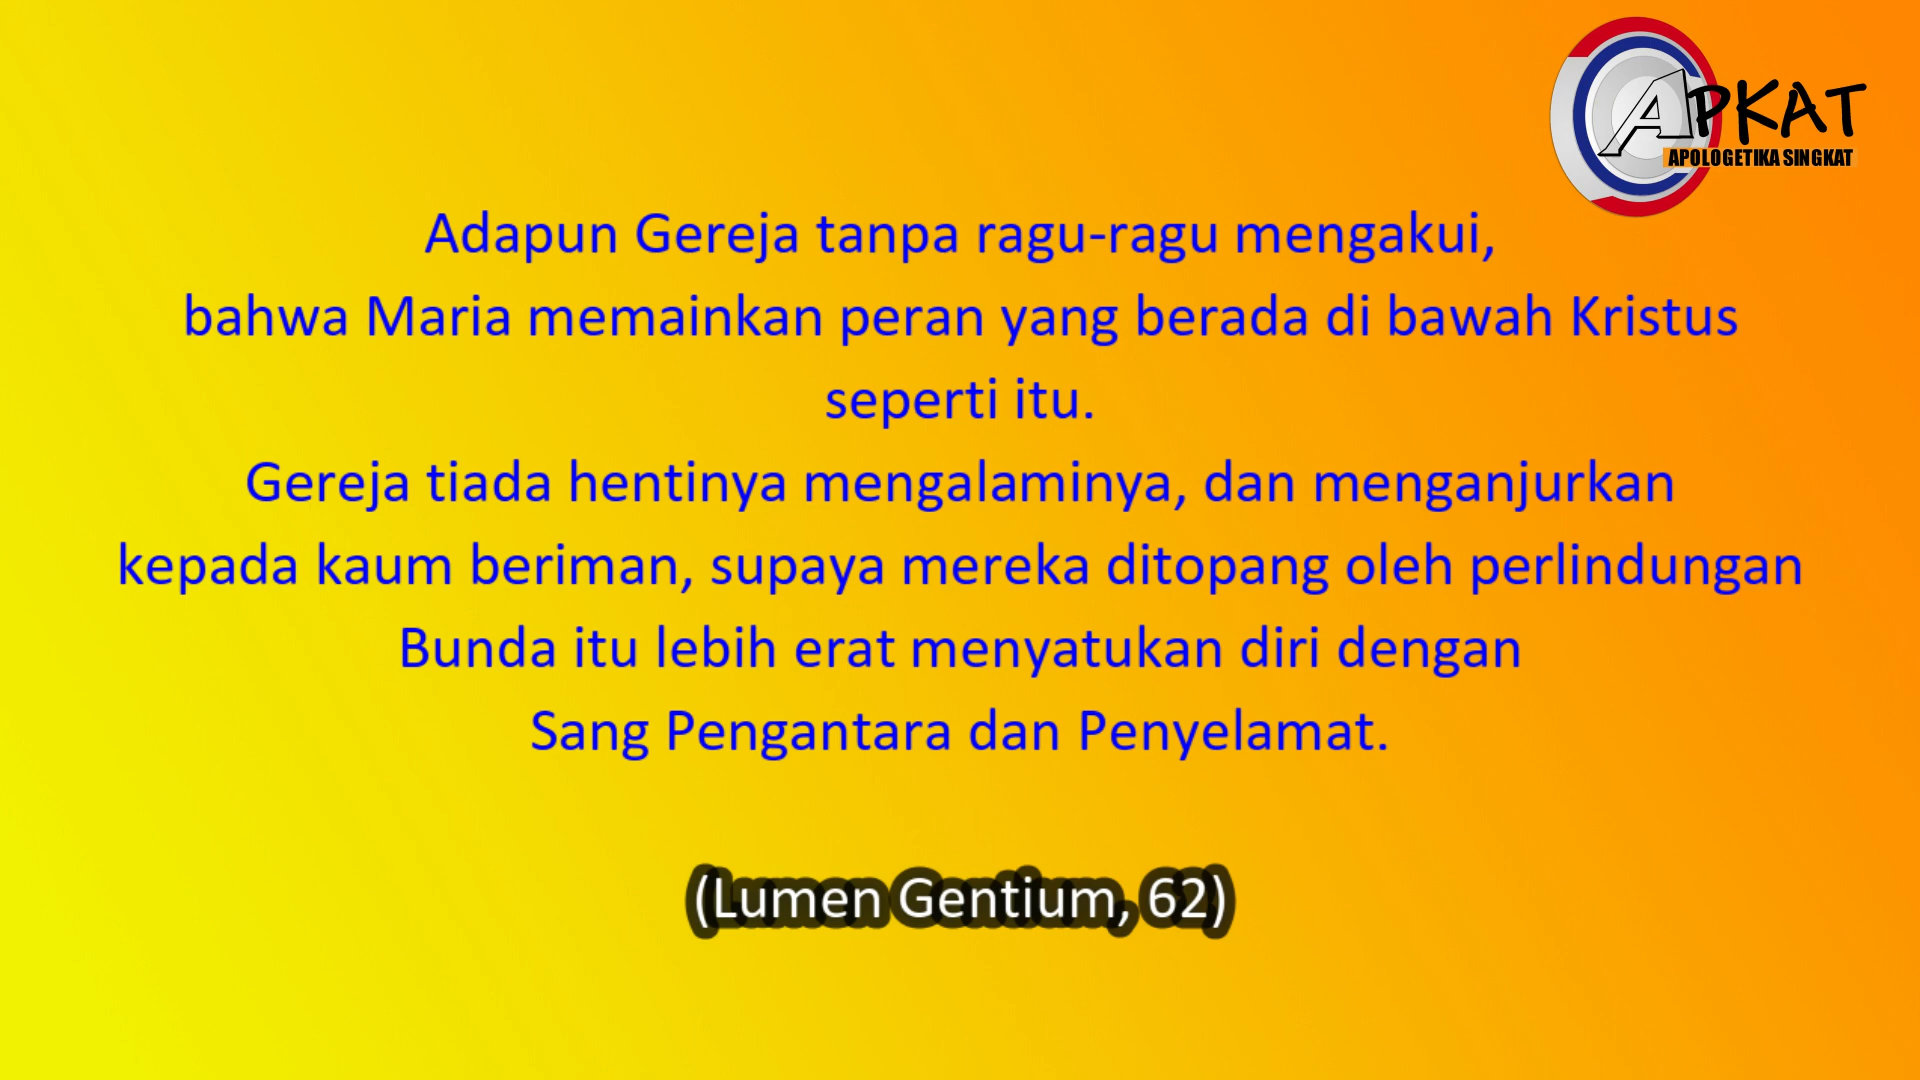 APKAT
APOLOGETIKA SINGKAT
Adapun Gereja tanpa ragu-ragu mengakui,
bahwa Maria memainkan peran yang berada di bawah Kristus
seperti itu.
Gereja tiada hentinya mengalaminya, dan menganjurkan
kepada kaum beriman, supaya mereka ditopang oleh perlindungan
Bunda itu lebih erat menyatukan diri dengan
Sang Pengantara dan Penyelamat.
(Lumen Gentium, 62)